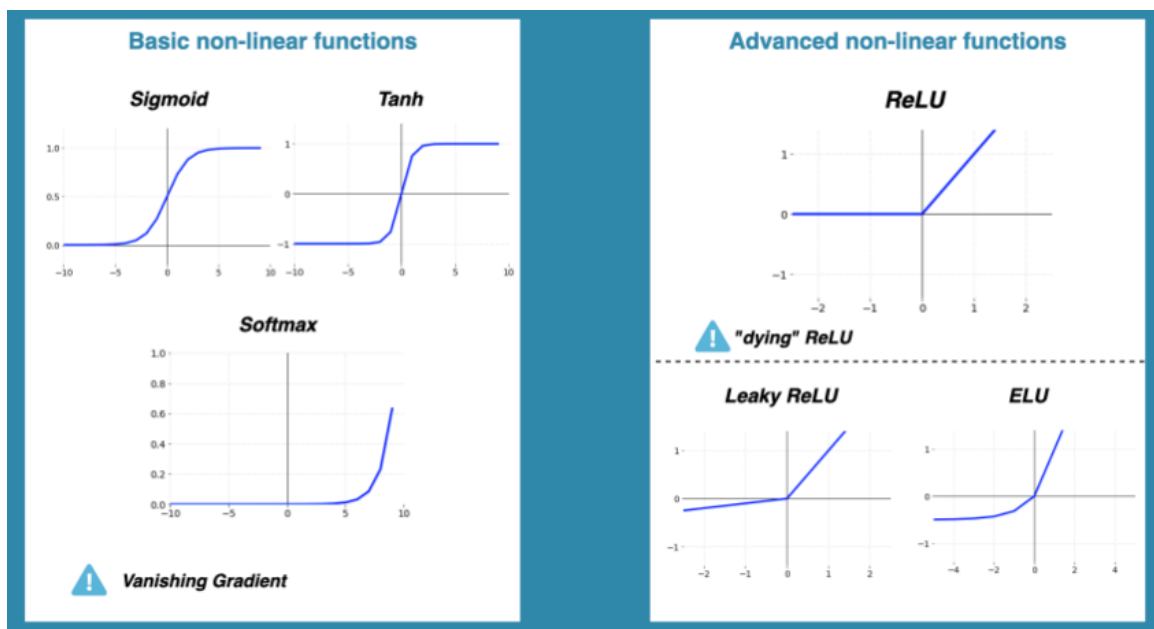 Basic non-linear functions
Sigmoid
1.0
0.5
0.0
-10 -5 0 5 10
Tanh
1
0
-1
-10 -5 0 5 10
Softmax
1.0
0.8
0.6
0.4
0.2
0.0
-10 -5 0 5 10
Vanishing Gradient
Advanced non-linear functions
ReLU
1
0
-1
-2 -1 0 1 2
"dying" ReLU
Leaky ReLU
1
0
-1
-2 -1 0 1 2
ELU
1
0
-1
-4 -2 0 2 4